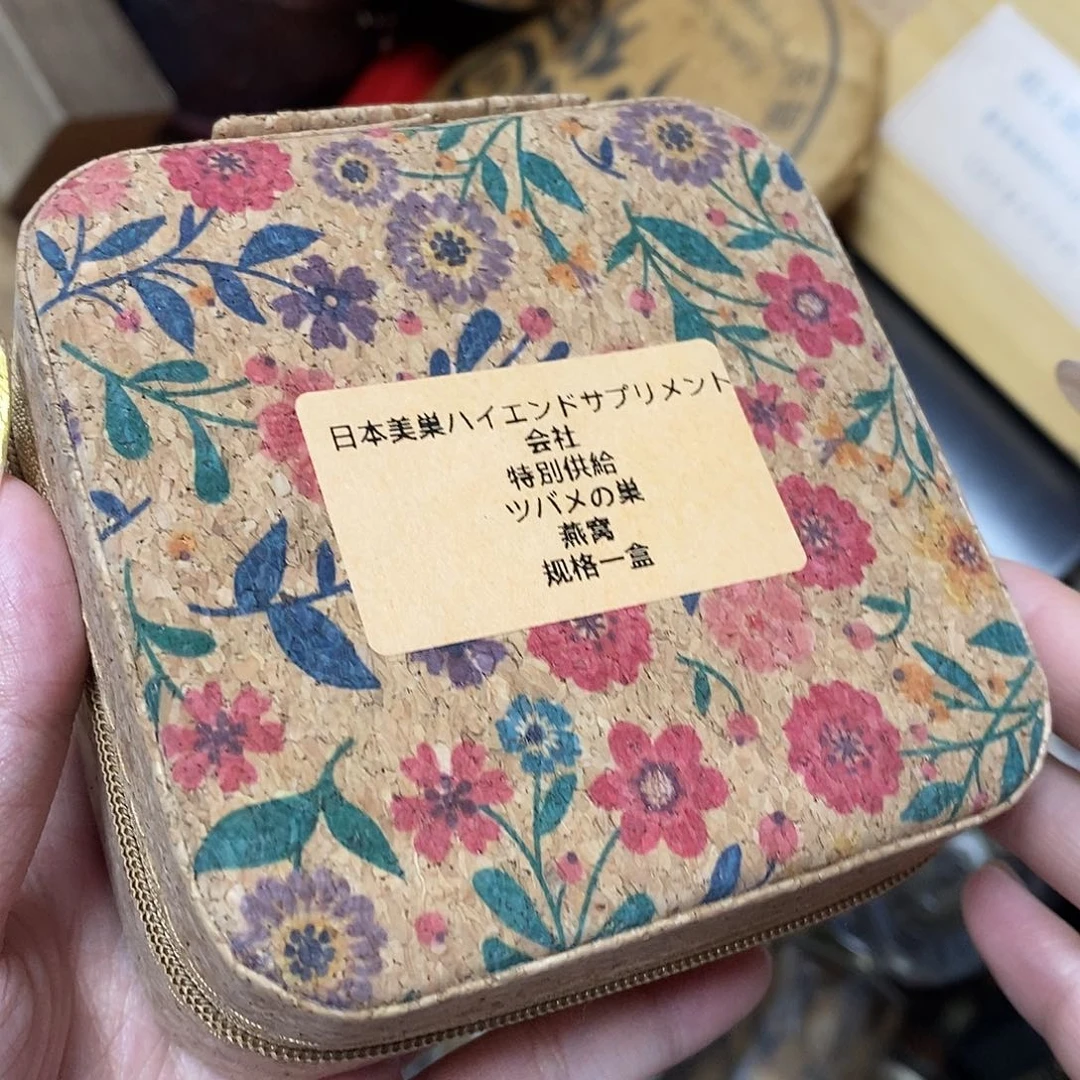 日本美巣ハイエンドサプリメント
会社
特別供給
ツバメの巣
燕窝
规格一盒